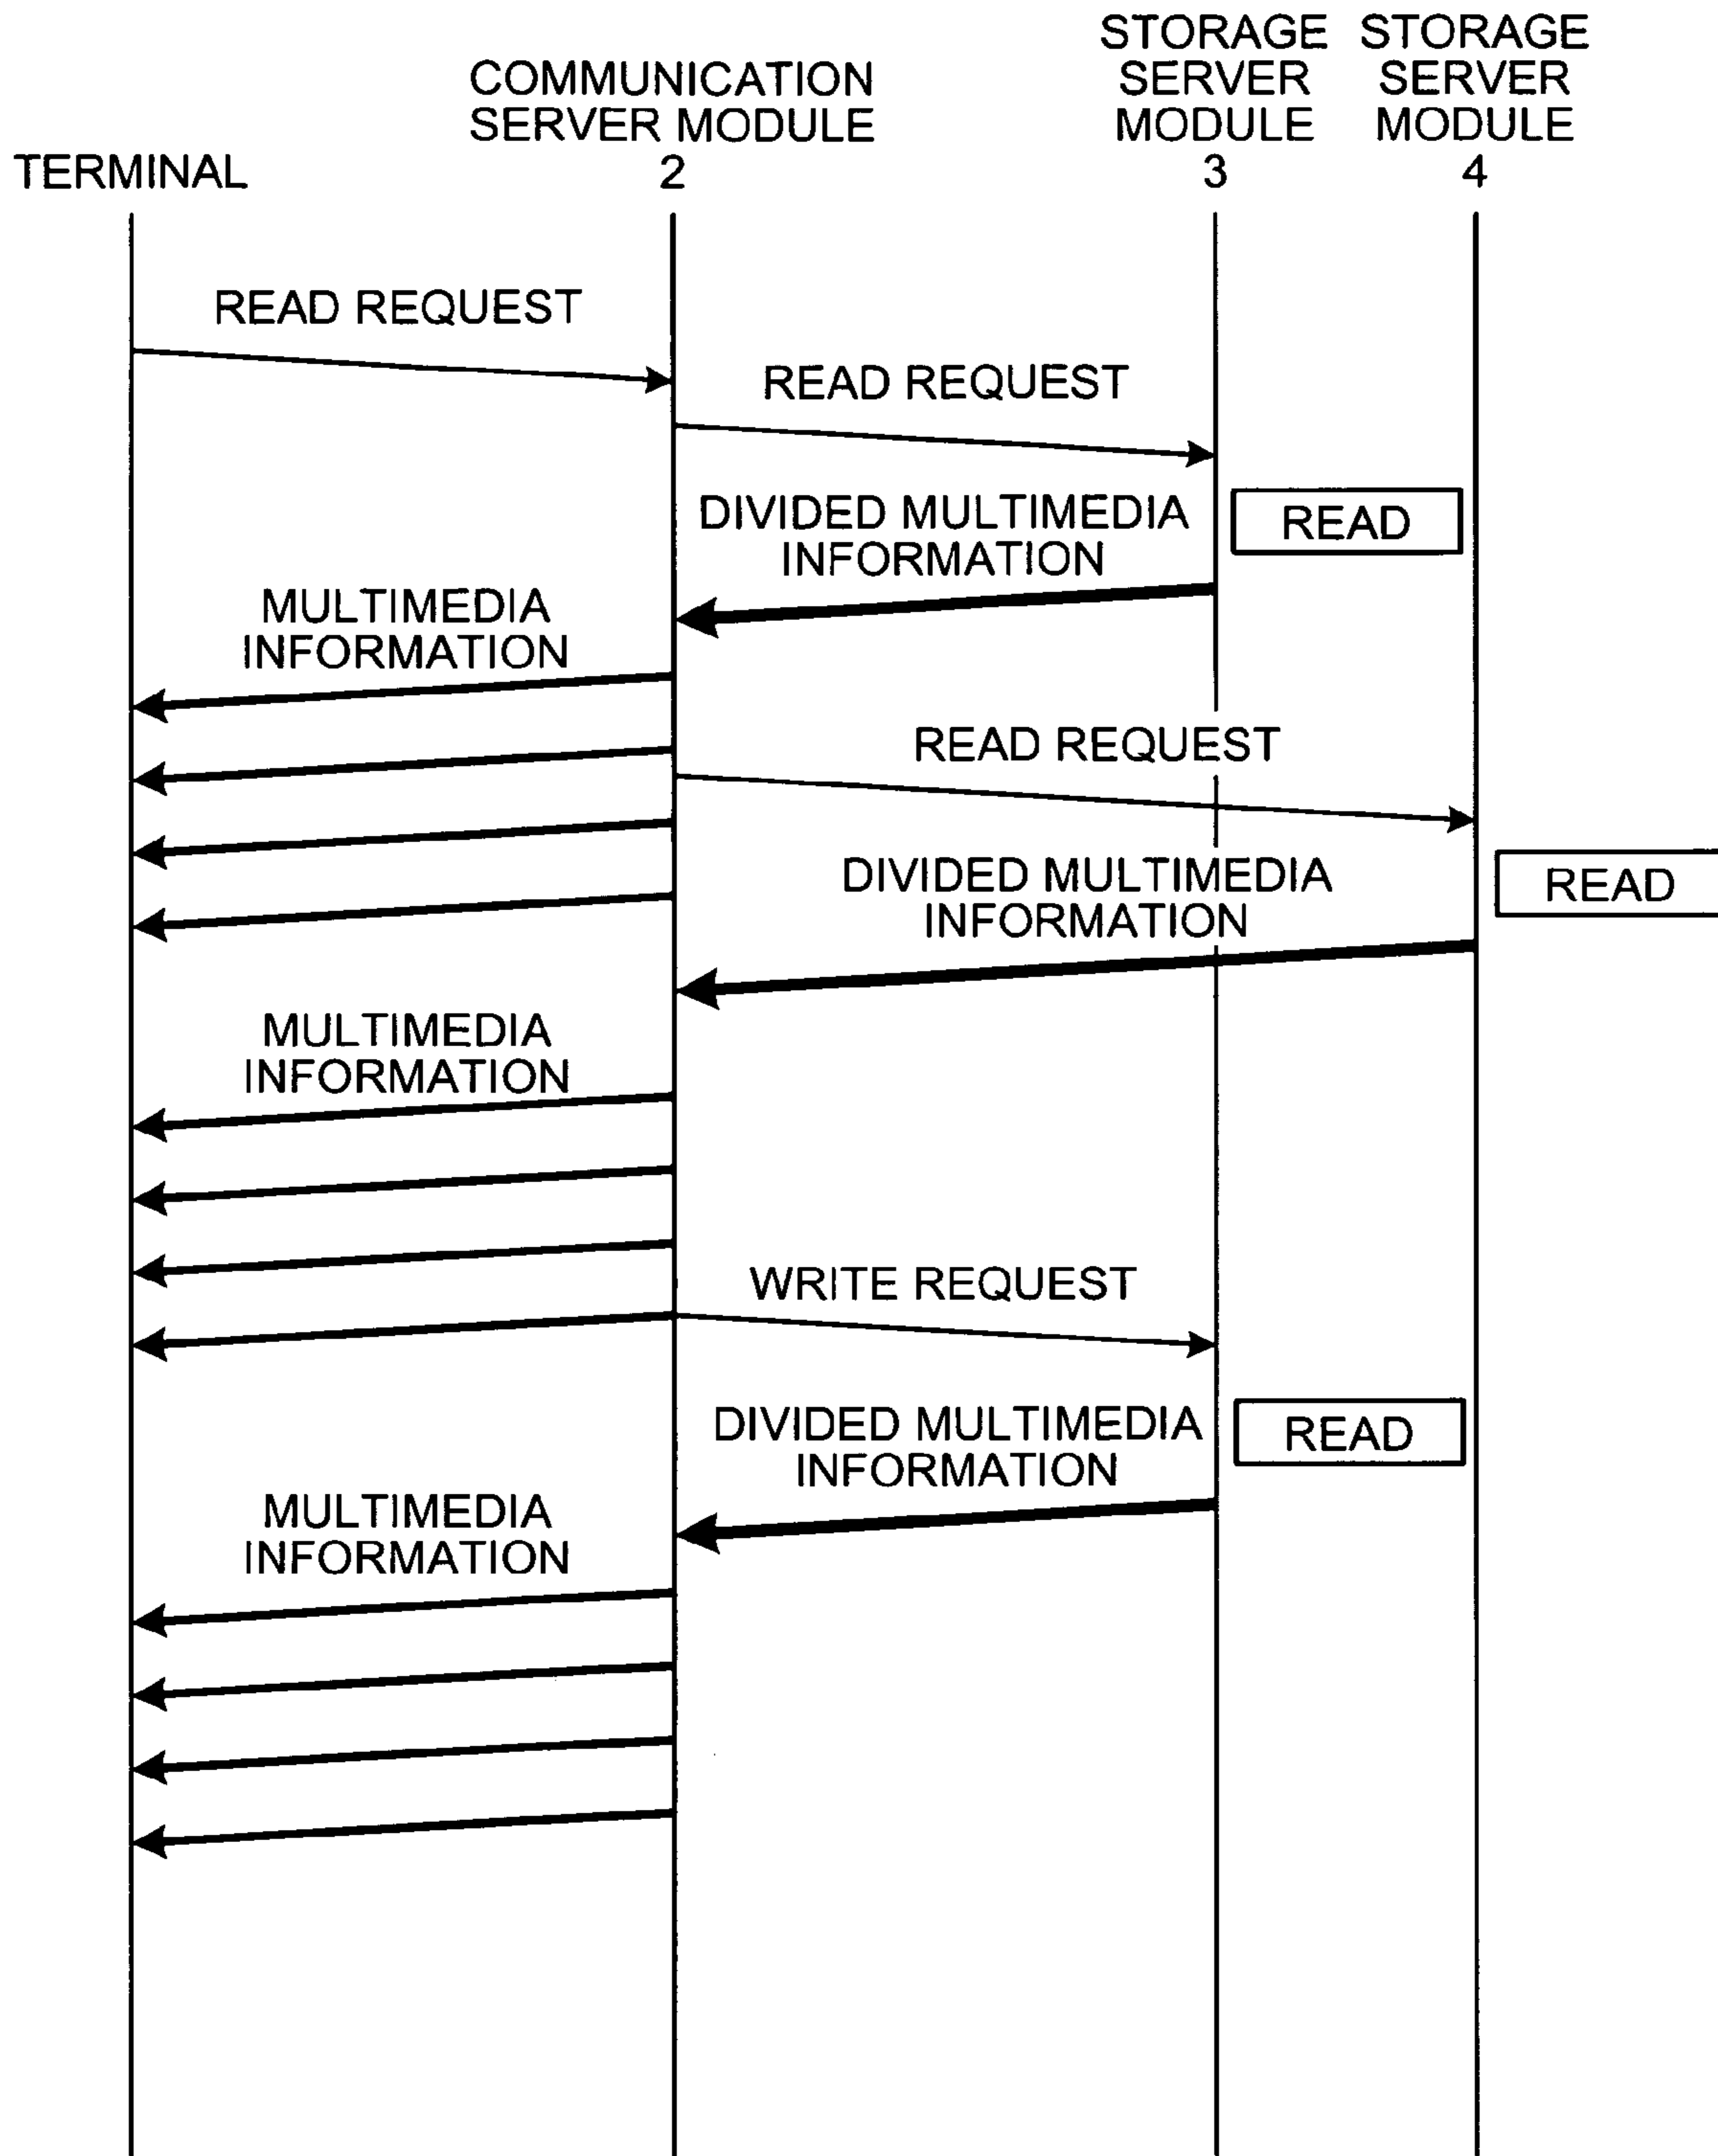 STORAGE
SERVER
MODULE
3
STORAGE
SERVER
MODULE
4
COMMUNICATION
SERVER MODULE
2
TERMINAL
READ REQUEST
READ REQUEST
DIVIDED MULTIMEDIA
INFORMATION
READ
MULTIMEDIA
INFORMATION
READ REQUEST
DIVIDED MULTIMEDIA
INFORMATION
READ
MULTIMEDIA
INFORMATION
WRITE REQUEST
DIVIDED MULTIMEDIA
INFORMATION
READ
MULTIMEDIA
INFORMATION